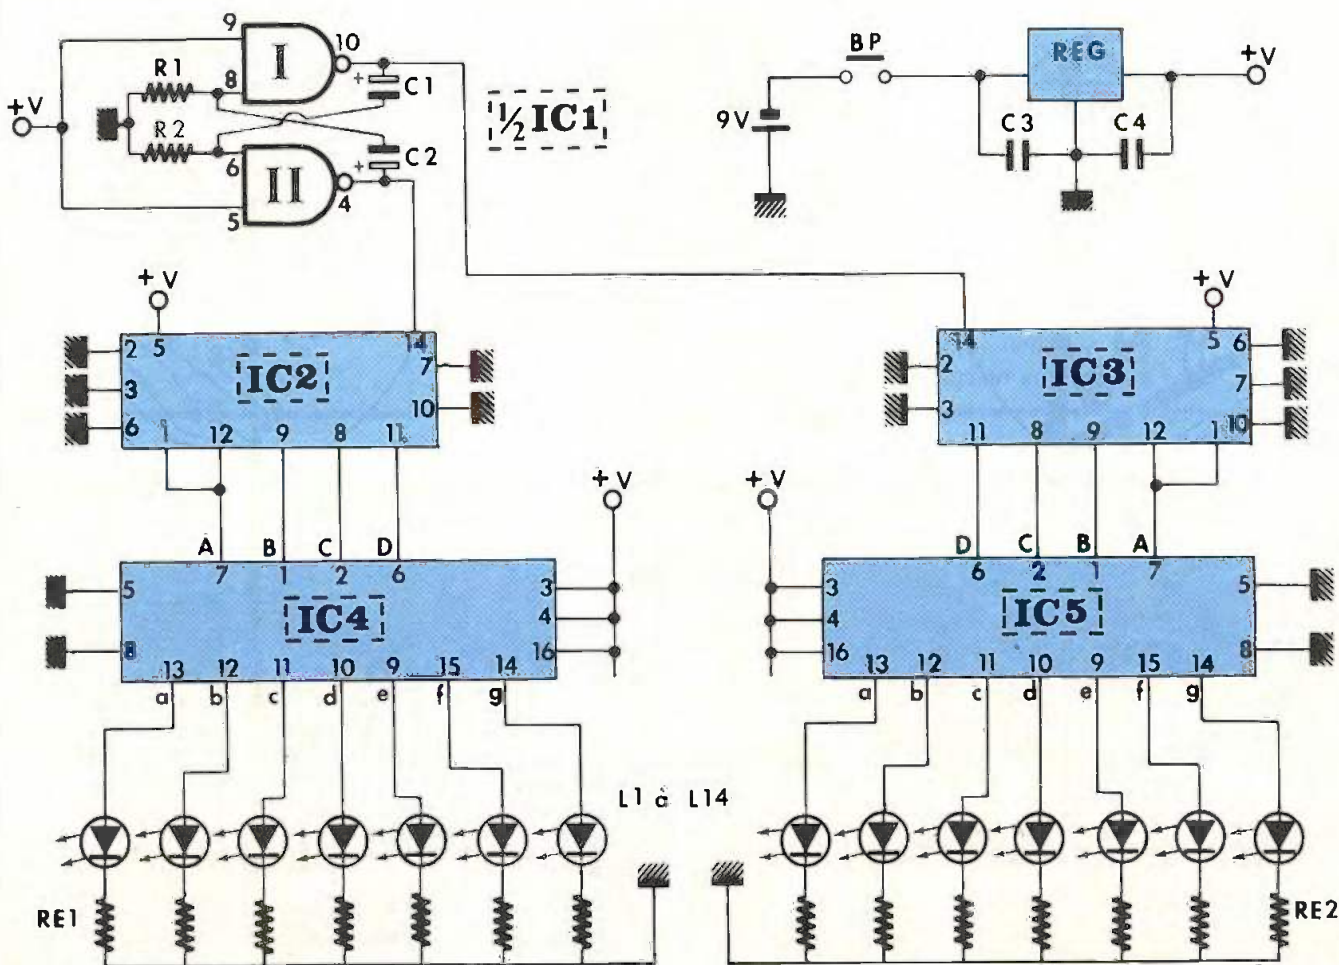 9 I 10
+V R1 8 + C1
R2 6 + C2
II 4
5
½ IC1
BP REG +V
9V C3 C4
+V
2 5 14 7
3 IC2 10
6 1 12 9 8 11
+V
14 5 6
2 IC3 7
3 11 8 9 12 1 10
+V
A B C D
7 1 2 6
5 IC4 3
4
8 16
13 12 11 10 9 15 14
a b c d e f g
+V
D C B A
6 2 1 7
3 IC5 5
4
16 8
13 12 11 10 9 15 14
a b c d e f g
L1 à L14
RE1
RE2